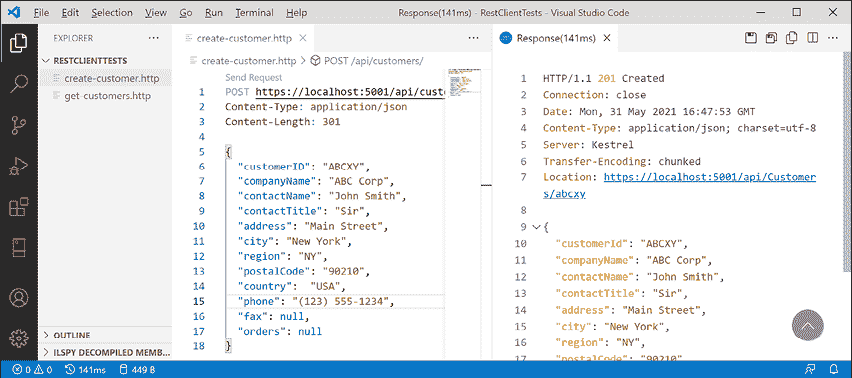 File Edit Selection View Go Run Terminal Help Response(141ms) - RestClientTests - Visual Studio Code
EXPLORER
RESTCLIENTTESTS
create-customer.http
get-customers.http
OUTLINE
ILSPY DECOMPILED MEMB...
create-customer.http
create-customer.http > POST /api/customers/
Send Request
1 POST https://localhost:5001/api/custo
2 Content-Type: application/json
3 Content-Length: 301
4
5 {
6 "customerID": "ABCXY",
7 "companyName": "ABC Corp",
8 "contactName": "John Smith",
9 "contactTitle": "Sir",
10 "address": "Main Street",
11 "city": "New York",
12 "region": "NY",
13 "postalCode": "90210",
14 "country":  "USA",
15 "phone": "(123) 555-1234",
16 "fax": null,
17 "orders": null
18 }
Response(141ms)
1 HTTP/1.1 201 Created
2 Connection: close
3 Date: Mon, 31 May 2021 16:47:53 GMT
4 Content-Type: application/json; charset=utf-8
5 Server: Kestrel
6 Transfer-Encoding: chunked
7 Location: https://localhost:5001/api/Customer
s/abcxy
8
9 {
10 "customerId": "ABCXY",
11 "companyName": "ABC Corp",
12 "contactName": "John Smith",
13 "contactTitle": "Sir",
14 "address": "Main Street",
15 "city": "New York",
16 "region": "NY",
17 "postalCode": "90210",
0 0 141ms 449 B